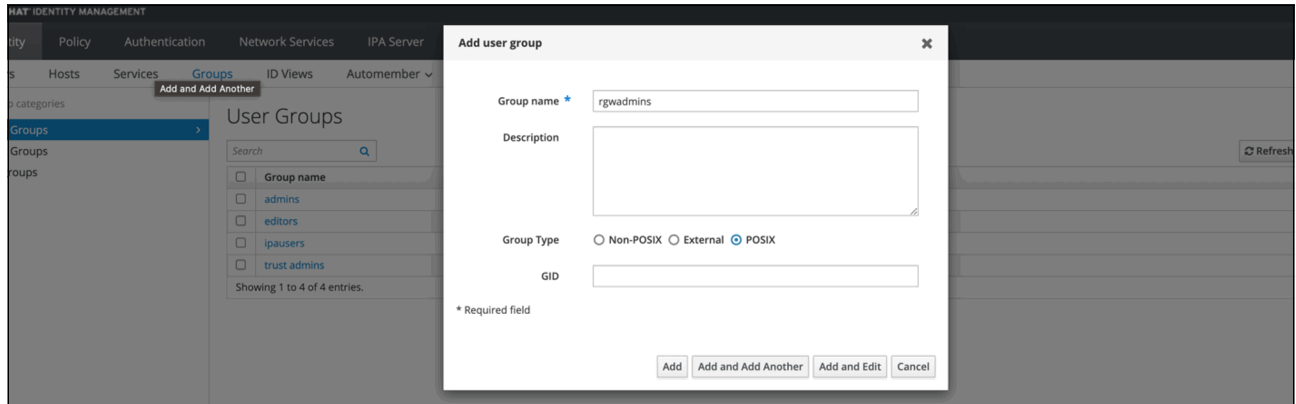 HAT IDENTITY MANAGEMENT
tity Policy Authentication Network Services IPA Server
s Hosts Services Groups ID Views Automember
Add and Add Another
p categories
Groups
Groups
roups
User Groups
Search
Refresh
Group name
admins
editors
ipausers
trust admins
Showing 1 to 4 of 4 entries.
Add user group
Group name *
rgwadmins
Description
Group Type Non-POSIX External POSIX
GID
* Required field
Add Add and Add Another Add and Edit Cancel